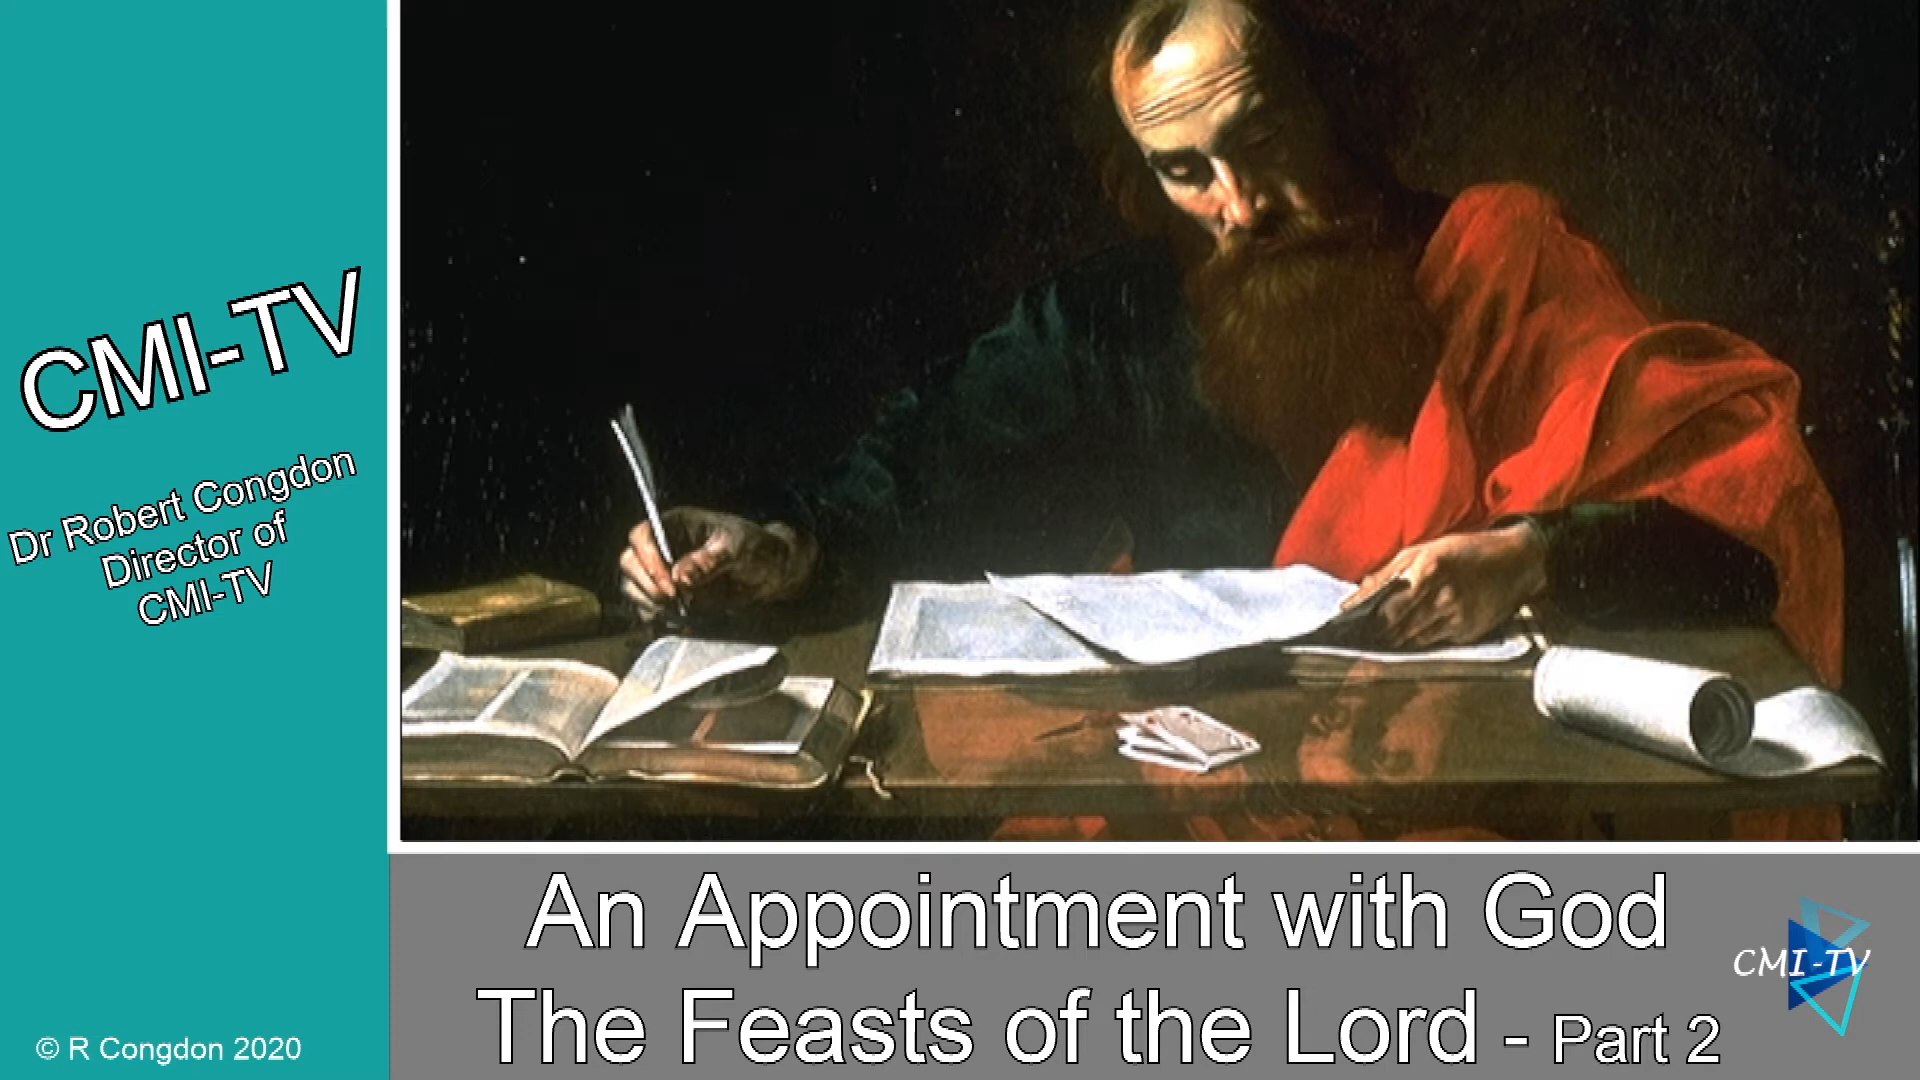 CMI-TV
Dr Robert Congdon
Director of
CMI-TV
© R Congdon 2020
An Appointment with God
The Feasts of the Lord - Part 2
CMI-TV